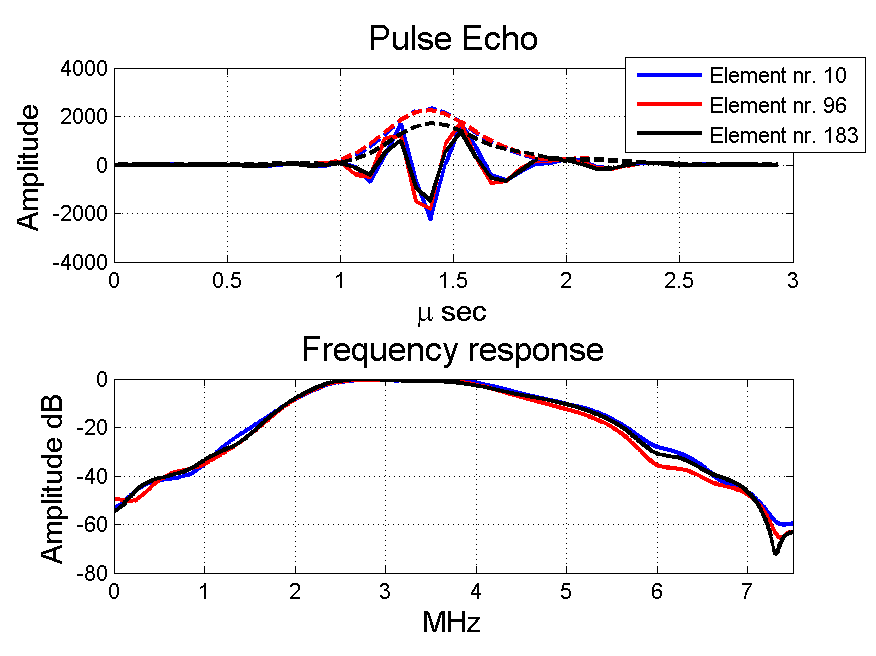 Pulse Echo
Amplitude
4000
2000
0
-2000
-4000
0 0.5 1 1.5 2 2.5 3
μ sec
Element nr. 10
Element nr. 96
Element nr. 183
Frequency response
Amplitude dB
0
-20
-40
-60
-80
0 1 2 3 4 5 6 7
MHz